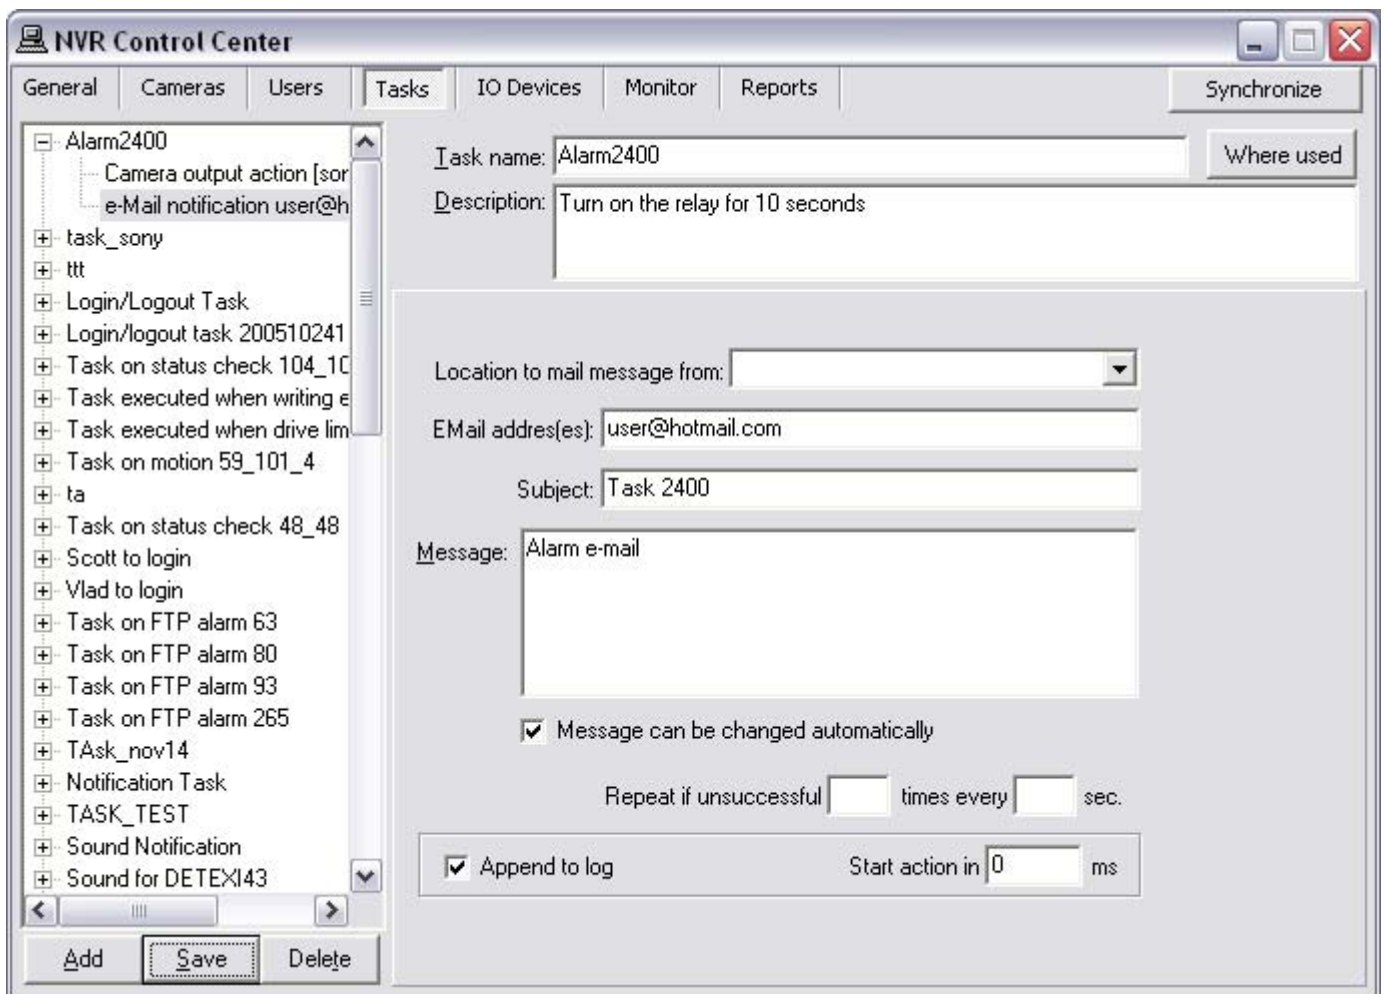 NVR Control Center
General Cameras Users Tasks IO Devices Monitor Reports Synchronize
Alarm2400
Camera output action [sor
e-Mail notification user@h
task_sony
ttt
Login/Logout Task
Login/logout task 200510241
Task on status check 104_10
Task executed when writing e
Task executed when drive lim
Task on motion 59_101_4
ta
Task on status check 48_48
Scott to login
Vlad to login
Task on FTP alarm 63
Task on FTP alarm 80
Task on FTP alarm 93
Task on FTP alarm 265
TAsk_nov14
Notification Task
TASK_TEST
Sound Notification
Sound for DETEXI43
Add Save Delete
Task name: Alarm2400 Where used
Description: Turn on the relay for 10 seconds
Location to mail message from:
EMail addres(es): user@hotmail.com
Subject: Task 2400
Message: Alarm e-mail
Message can be changed automatically
Repeat if unsuccessful times every sec.
Append to log Start action in 0 ms